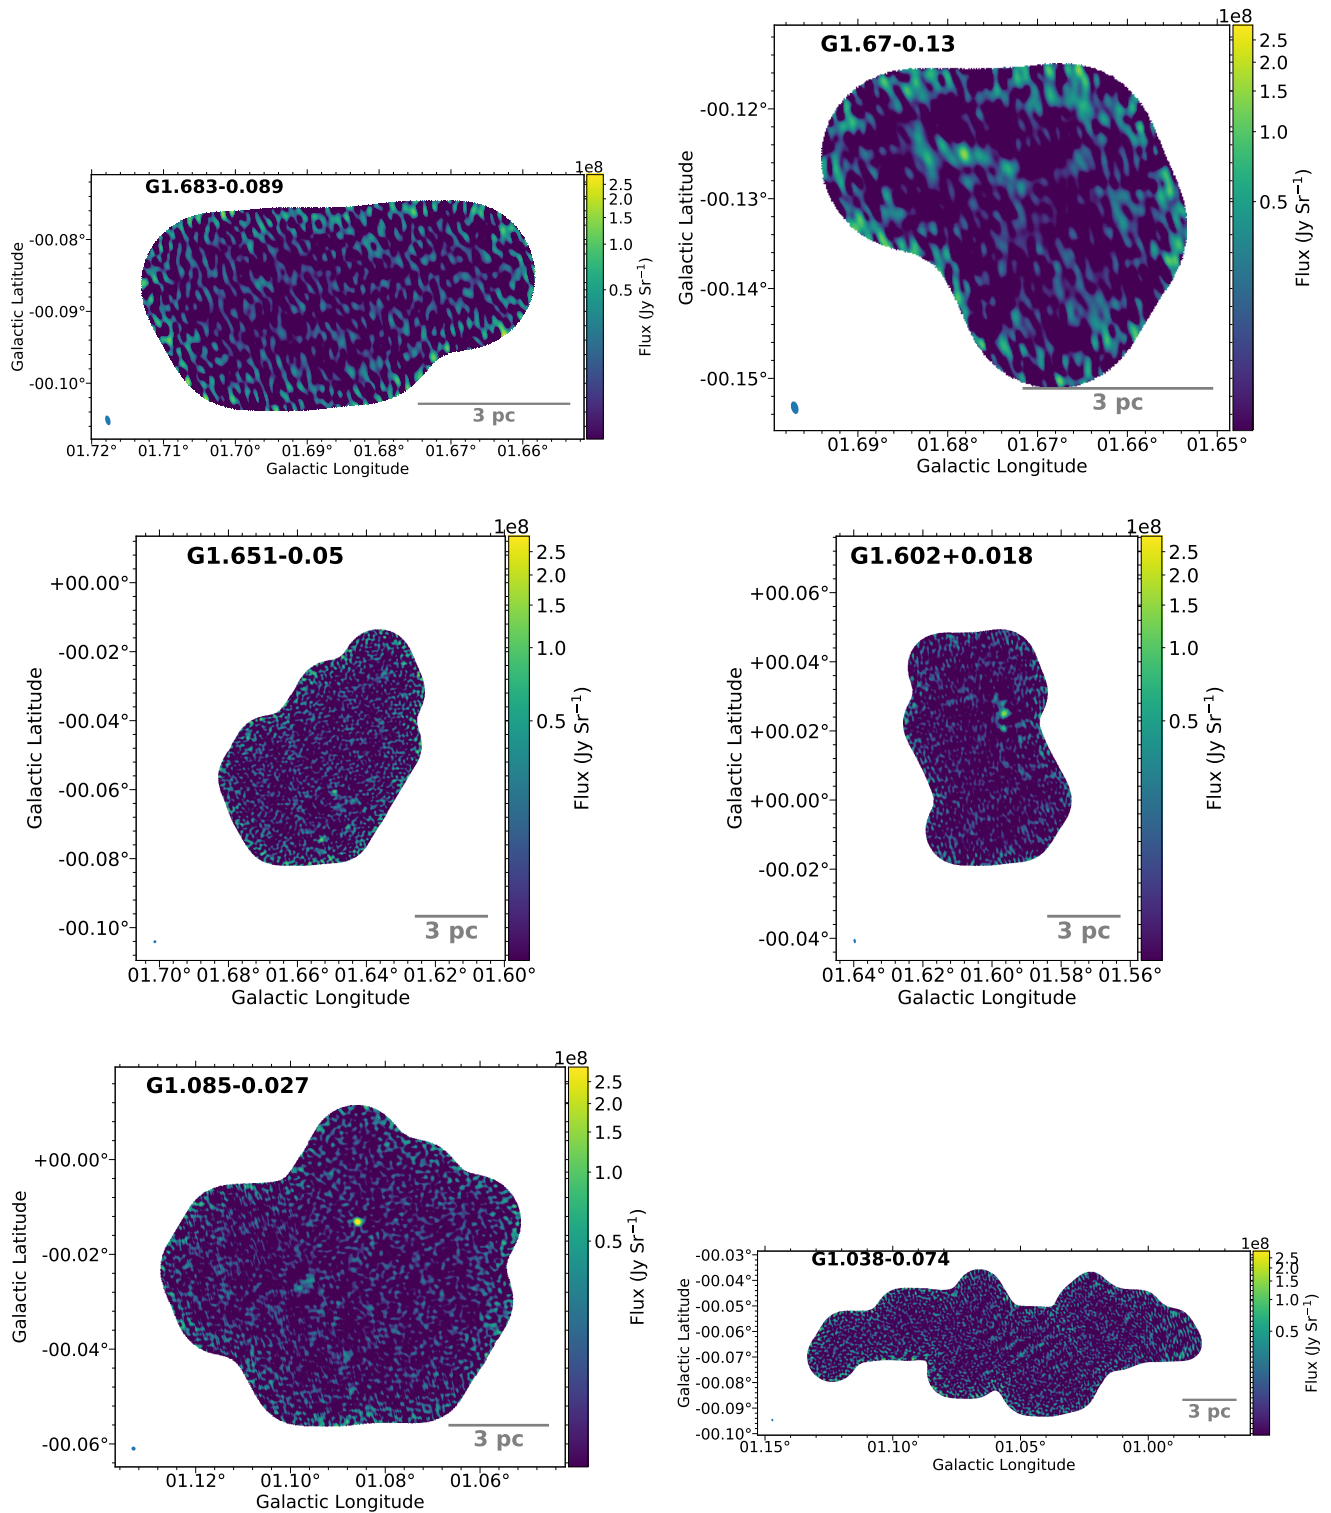 G1.683-0.089
1e8
2.5
2.0
1.5
1.0
0.5
Flux (Jy Sr⁻¹)
Galactic Latitude
-00.08°
-00.09°
-00.10°
3 pc
01.72° 01.71° 01.70° 01.69° 01.68° 01.67° 01.66°
Galactic Longitude
G1.67-0.13
1e8
2.5
2.0
1.5
1.0
0.5
Flux (Jy Sr⁻¹)
Galactic Latitude
-00.12°
-00.13°
-00.14°
-00.15°
3 pc
01.69° 01.68° 01.67° 01.66° 01.65°
Galactic Longitude
G1.651-0.05
1e8
2.5
2.0
1.5
1.0
0.5
Flux (Jy Sr⁻¹)
Galactic Latitude
+00.00°
-00.02°
-00.04°
-00.06°
-00.08°
-00.10°
3 pc
01.70° 01.68° 01.66° 01.64° 01.62° 01.60°
Galactic Longitude
G1.602+0.018
1e8
2.5
2.0
1.5
1.0
0.5
Flux (Jy Sr⁻¹)
Galactic Latitude
+00.06°
+00.04°
+00.02°
+00.00°
-00.02°
-00.04°
3 pc
01.64° 01.62° 01.60° 01.58° 01.56°
Galactic Longitude
G1.085-0.027
1e8
2.5
2.0
1.5
1.0
0.5
Flux (Jy Sr⁻¹)
Galactic Latitude
+00.00°
-00.02°
-00.04°
-00.06°
3 pc
01.12° 01.10° 01.08° 01.06°
Galactic Longitude
G1.038-0.074
1e8
2.5
2.0
1.5
1.0
0.5
Flux (Jy Sr⁻¹)
Galactic Latitude
-00.03°
-00.04°
-00.05°
-00.06°
-00.07°
-00.08°
-00.09°
-00.10°
3 pc
01.15° 01.10° 01.05° 01.00°
Galactic Longitude